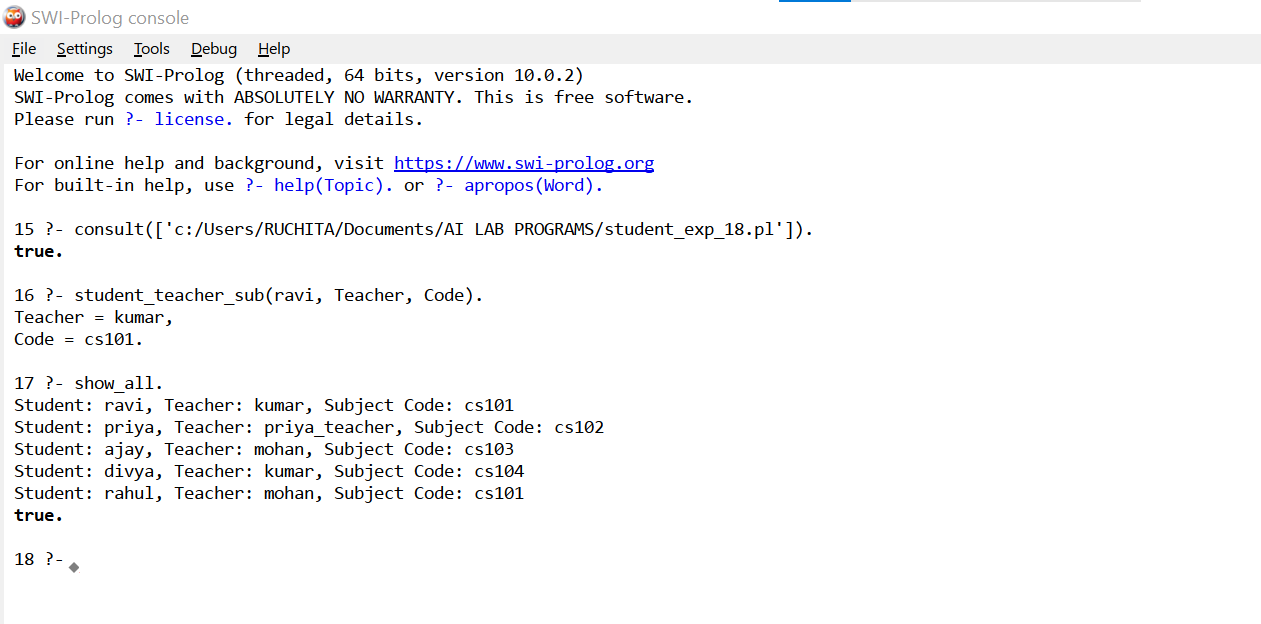 SWI-Prolog console
File Settings Tools Debug Help
Welcome to SWI-Prolog (threaded, 64 bits, version 10.0.2)
SWI-Prolog comes with ABSOLUTELY NO WARRANTY. This is free software.
Please run ?- license. for legal details.
For online help and background, visit https://www.swi-prolog.org
For built-in help, use ?- help(Topic). or ?- apropos(Word).
15 ?- consult(['c:/Users/RUCHITA/Documents/AI LAB PROGRAMS/student_exp_18.pl']).
true.
16 ?- student_teacher_sub(ravi, Teacher, Code).
Teacher = kumar,
Code = cs101.
17 ?- show_all.
Student: ravi, Teacher: kumar, Subject Code: cs101
Student: priya, Teacher: priya_teacher, Subject Code: cs102
Student: ajay, Teacher: mohan, Subject Code: cs103
Student: divya, Teacher: kumar, Subject Code: cs104
Student: rahul, Teacher: mohan, Subject Code: cs101
true.
18 ?-